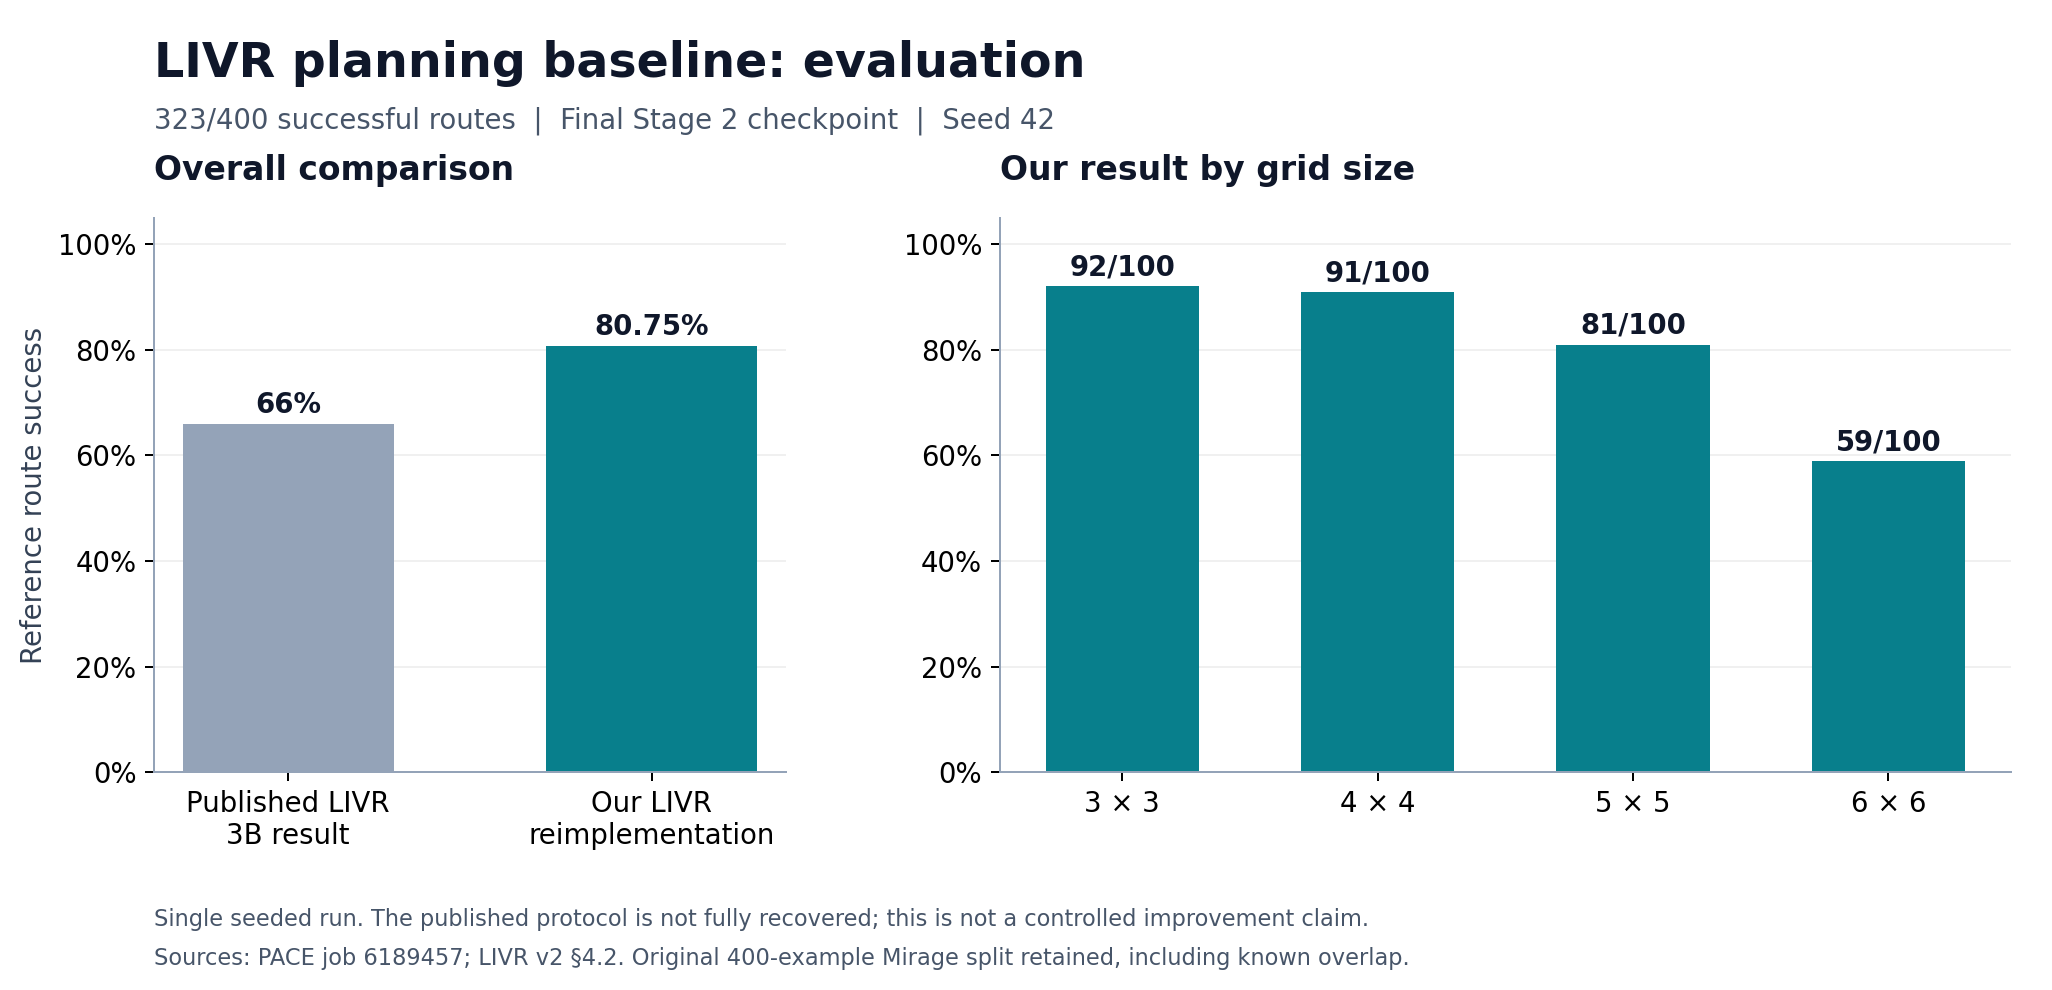 LIVR planning baseline: evaluation
323/400 successful routes | Final Stage 2 checkpoint | Seed 42
Overall comparison
Reference route success
100%
80%
60%
40%
20%
0%
66%
80.75%
Published LIVR
3B result
Our LIVR
reimplementation
Our result by grid size
100%
80%
60%
40%
20%
0%
92/100
91/100
81/100
59/100
3 × 3
4 × 4
5 × 5
6 × 6
Single seeded run. The published protocol is not fully recovered; this is not a controlled improvement claim.
Sources: PACE job 6189457; LIVR v2 §4.2. Original 400-example Mirage split retained, including known overlap.